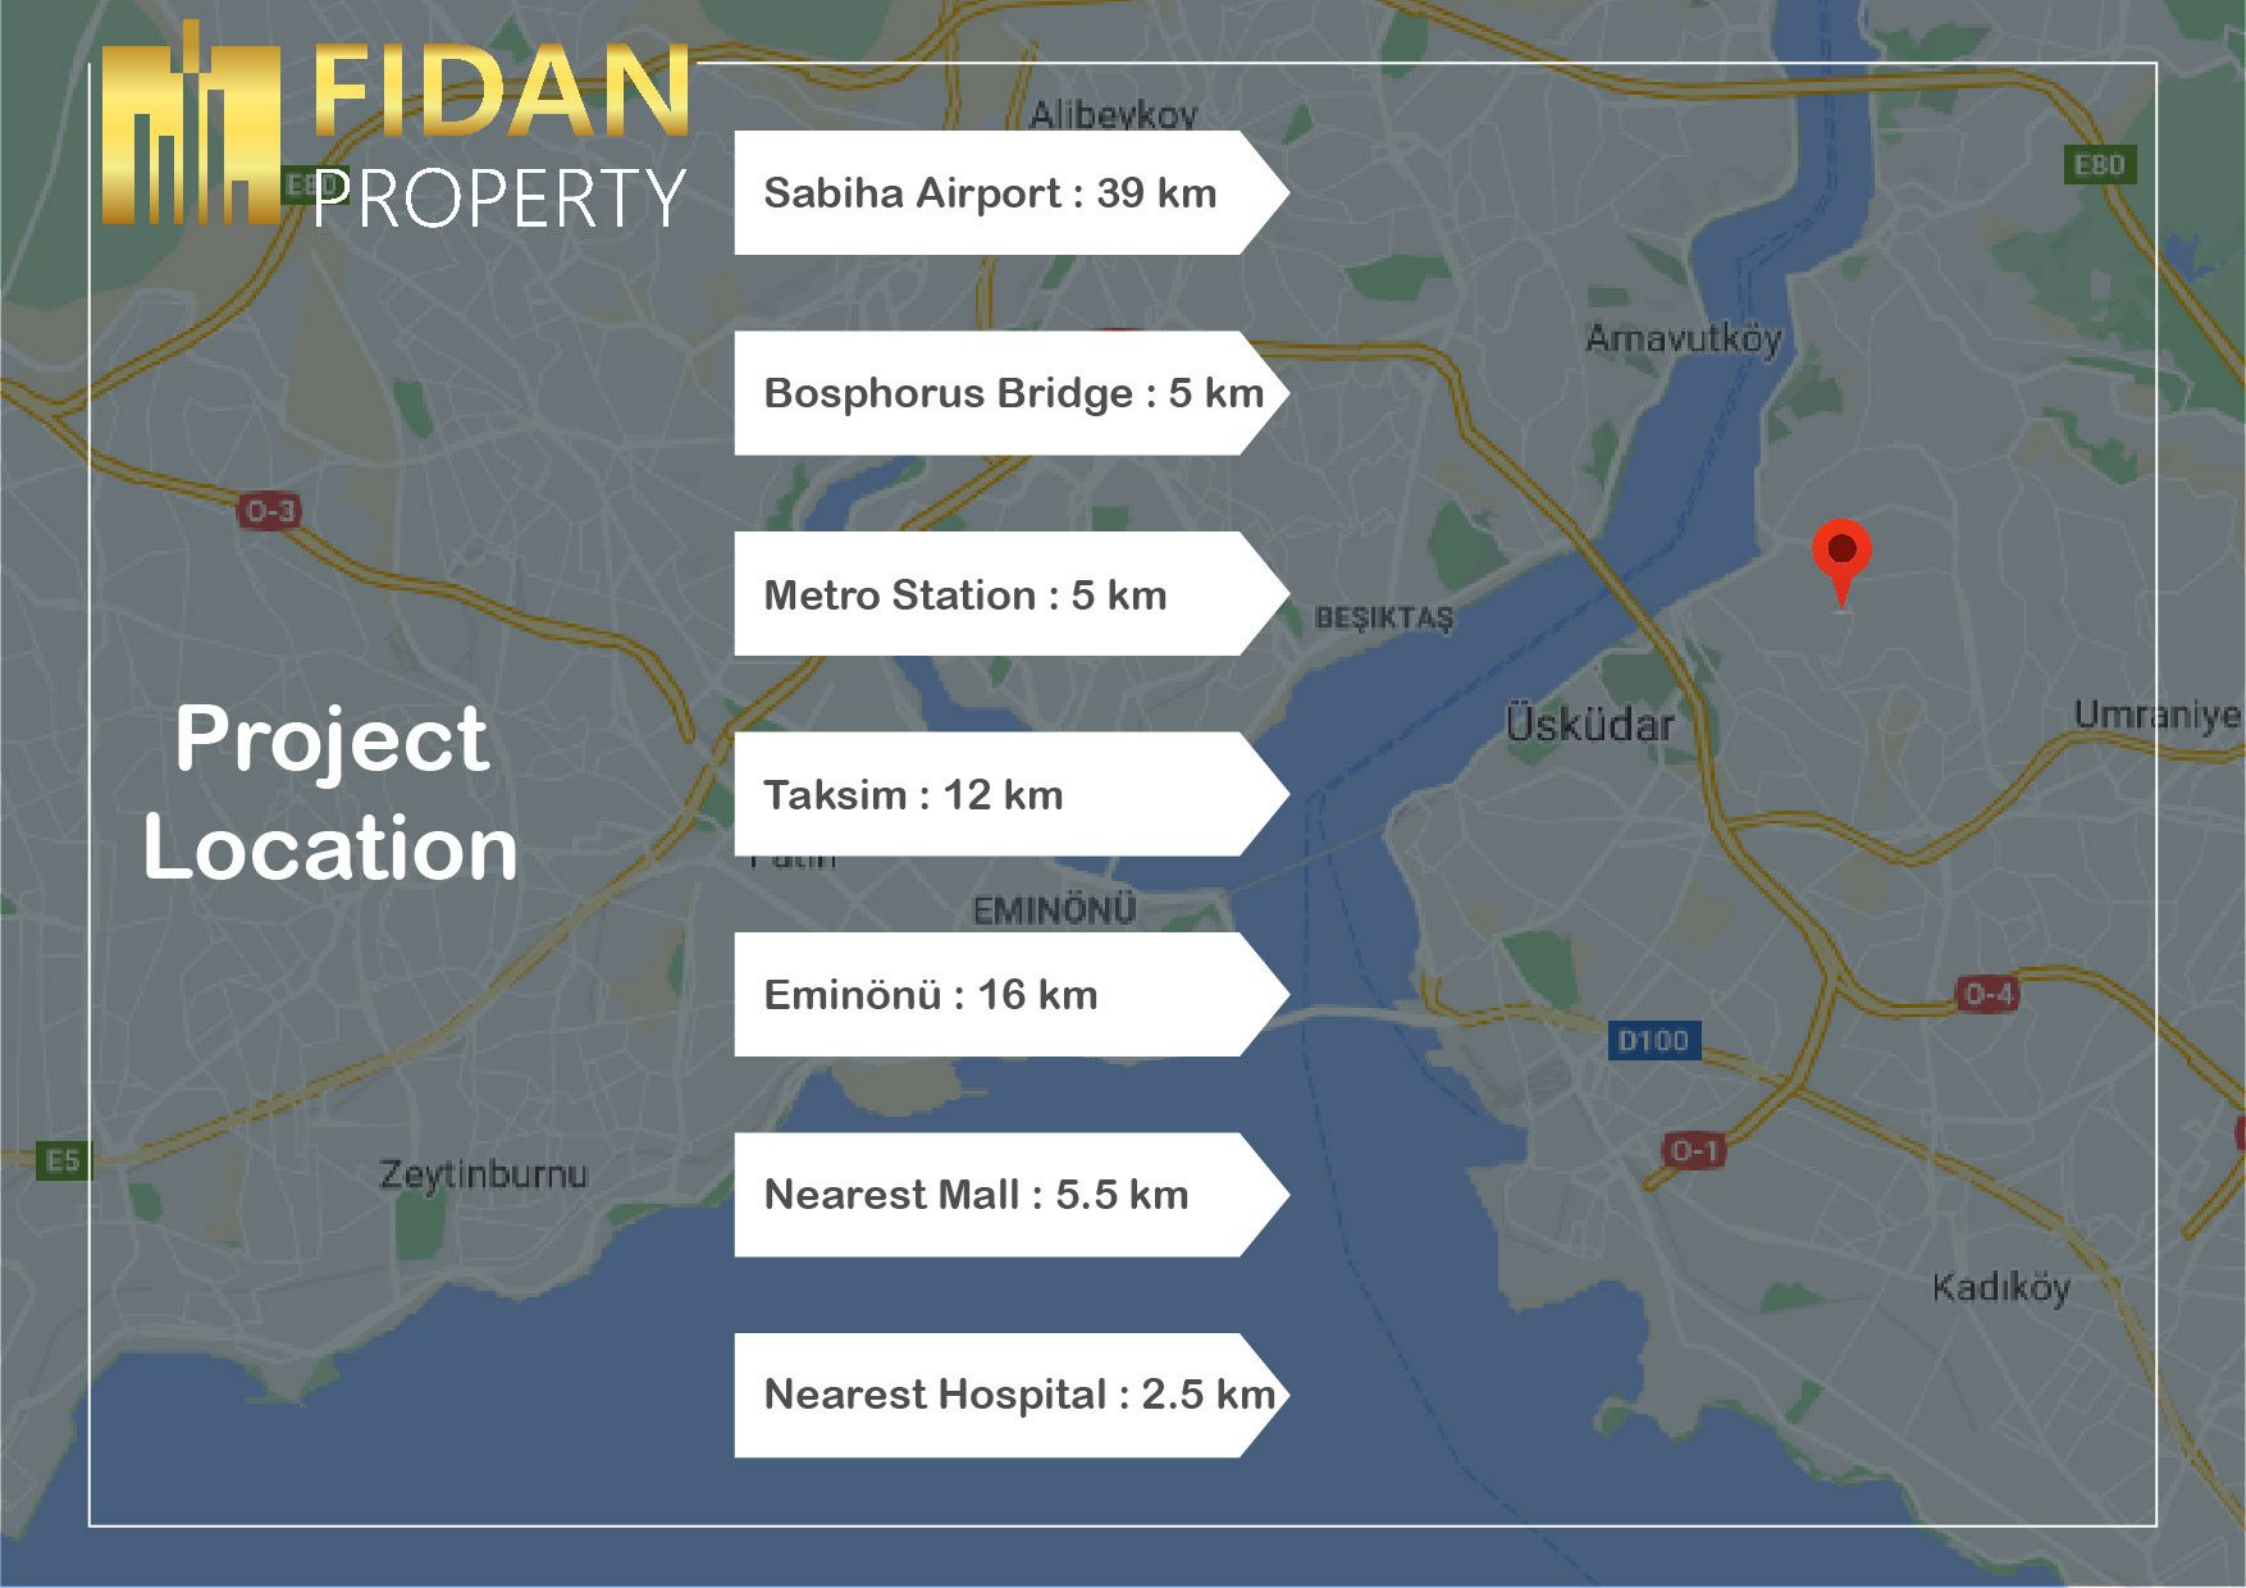 FIDAN
PROPERTY
Project
Location
Sabiha Airport : 39 km
Bosphorus Bridge : 5 km
Metro Station : 5 km
Taksim : 12 km
Eminönü : 16 km
Nearest Mall : 5.5 km
Nearest Hospital : 2.5 km
Alibeykoy
E80
E80
Arnavutköy
O-3
BEŞIKTAŞ
Üsküdar
Umraniye
Fatih
EMINÖNÜ
O-4
D100
O-1
E5
Zeytinburnu
Kadıköy